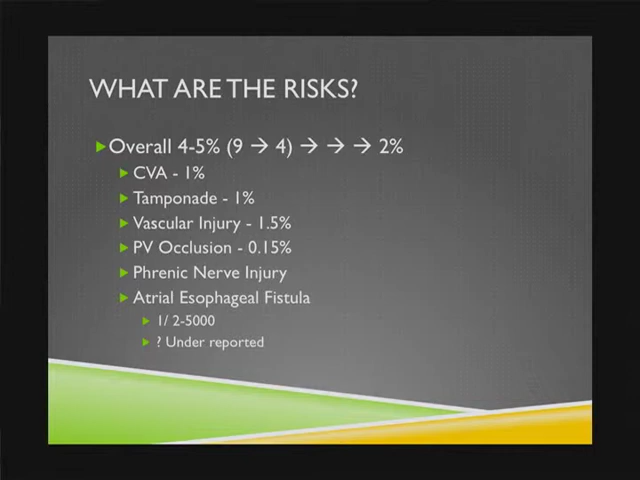 WHAT ARE THE RISKS?
Overall 4-5% (9 → 4) → → → 2%
CVA - 1%
Tamponade - 1%
Vascular Injury - 1.5%
PV Occlusion - 0.15%
Phrenic Nerve Injury
Atrial Esophageal Fistula
1/ 2-5000
? Under reported